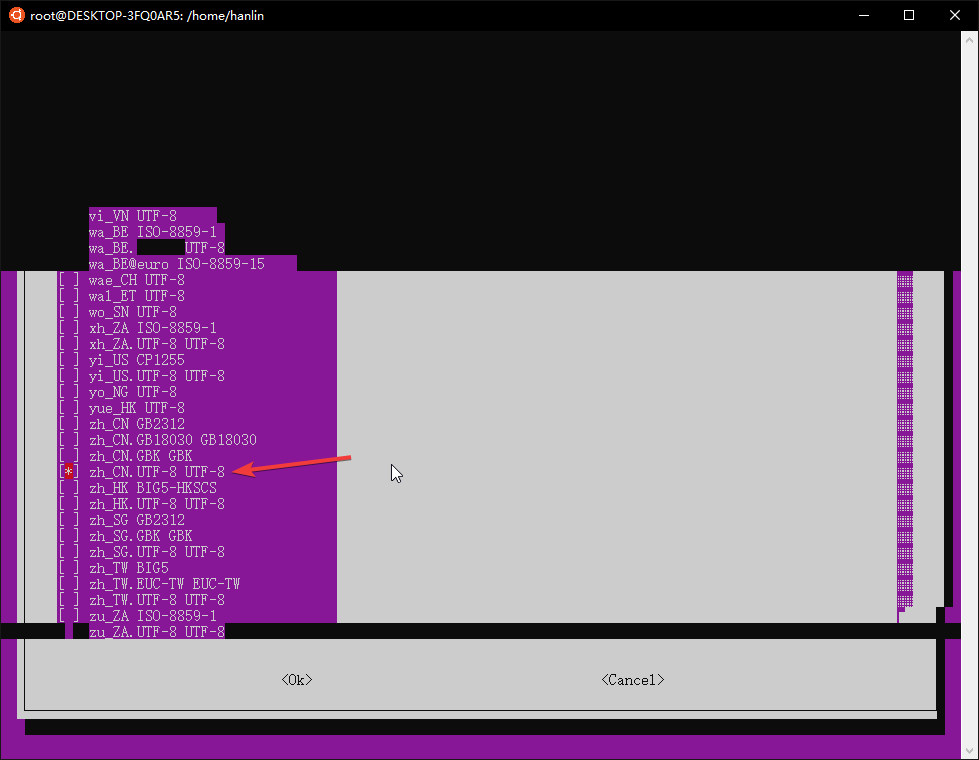 root@DESKTOP-3FQ0AR5: /home/hanlin
vi_VN UTF-8
wa_BE ISO-8859-1
wa_BE. UTF-8
wa_BE@euro ISO-8859-15
[ ] wae_CH UTF-8
[ ] wal_ET UTF-8
[ ] wo_SN UTF-8
[ ] xh_ZA ISO-8859-1
[ ] xh_ZA.UTF-8 UTF-8
[ ] yi_US CP1255
[ ] yi_US.UTF-8 UTF-8
[ ] yo_NG UTF-8
[ ] yue_HK UTF-8
[ ] zh_CN GB2312
[ ] zh_CN.GB18030 GB18030
[ ] zh_CN.GBK GBK
[*] zh_CN.UTF-8 UTF-8
[ ] zh_HK BIG5-HKSCS
[ ] zh_HK.UTF-8 UTF-8
[ ] zh_SG GB2312
[ ] zh_SG.GBK GBK
[ ] zh_SG.UTF-8 UTF-8
[ ] zh_TW BIG5
[ ] zh_TW.EUC-TW EUC-TW
[ ] zh_TW.UTF-8 UTF-8
[ ] zu_ZA ISO-8859-1
zu_ZA.UTF-8 UTF-8
<Ok> <Cancel>